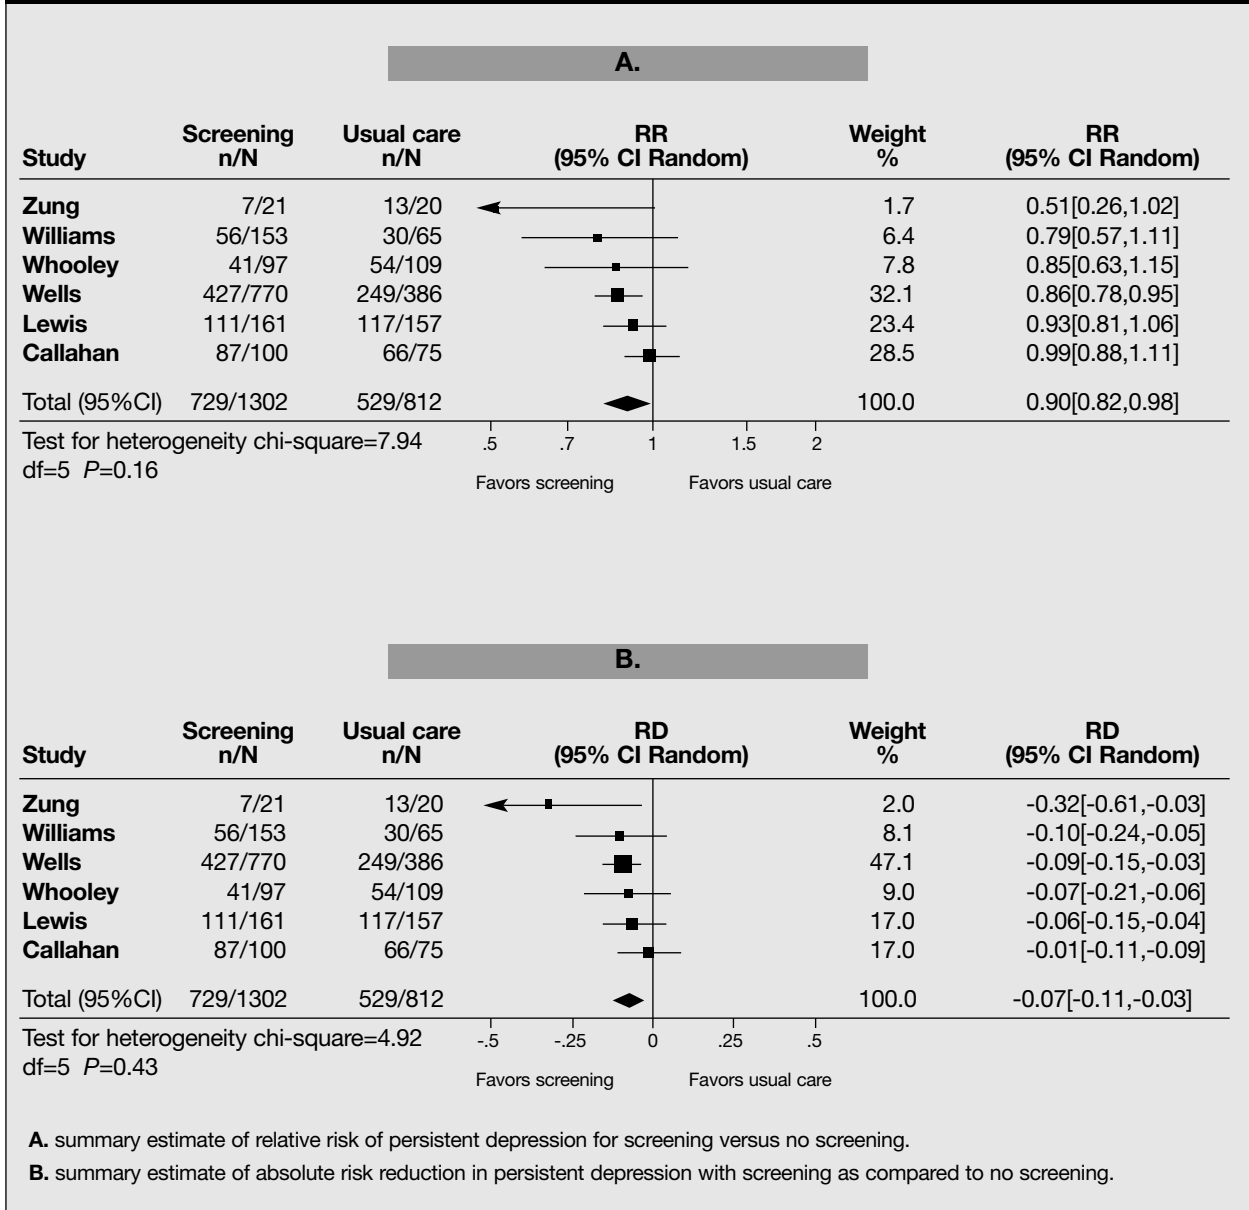 A.
Study Screening n/N Usual care n/N RR (95% CI Random) Weight % RR (95% CI Random)
Zung 7/21 13/20 1.7 0.51[0.26,1.02]
Williams 56/153 30/65 6.4 0.79[0.57,1.11]
Whooley 41/97 54/109 7.8 0.85[0.63,1.15]
Wells 427/770 249/386 32.1 0.86[0.78,0.95]
Lewis 111/161 117/157 23.4 0.93[0.81,1.06]
Callahan 87/100 66/75 28.5 0.99[0.88,1.11]
Total (95%CI) 729/1302 529/812 100.0 0.90[0.82,0.98]
Test for heterogeneity chi-square=7.94 .5 .7 1 1.5 2
df=5 P=0.16
Favors screening Favors usual care
B.
Study Screening n/N Usual care n/N RD (95% CI Random) Weight % RD (95% CI Random)
Zung 7/21 13/20 2.0 -0.32[-0.61,-0.03]
Williams 56/153 30/65 8.1 -0.10[-0.24,-0.05]
Wells 427/770 249/386 47.1 -0.09[-0.15,-0.03]
Whooley 41/97 54/109 9.0 -0.07[-0.21,-0.06]
Lewis 111/161 117/157 17.0 -0.06[-0.15,-0.04]
Callahan 87/100 66/75 17.0 -0.01[-0.11,-0.09]
Total (95%CI) 729/1302 529/812 100.0 -0.07[-0.11,-0.03]
Test for heterogeneity chi-square=4.92 -.5 -.25 0 .25 .5
df=5 P=0.43
Favors screening Favors usual care
A. summary estimate of relative risk of persistent depression for screening versus no screening.
B. summary estimate of absolute risk reduction in persistent depression with screening as compared to no screening.